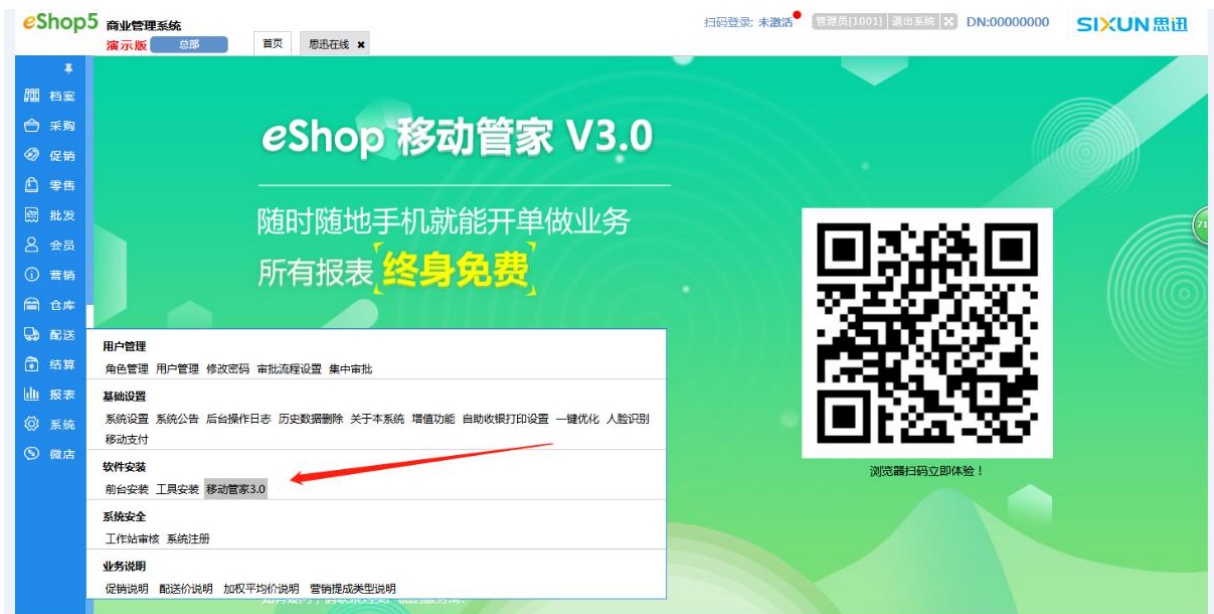 eShop5 商业管理系统
演示版 总部 首页 思迅在线 ×
扫码登录: 未激活 管理员[1001] 退出系统 DN:00000000 SIXUN思迅
档案
采购
促销
零售
批发
会员
营销
仓库
配送
结算
报表
系统
微店
eShop 移动管家 V3.0
随时随地手机就能开单做业务
所有报表 终身免费
用户管理
角色管理 用户管理 修改密码 审批流程设置 集中审批
基础设置
系统设置 系统公告 后台操作日志 历史数据删除 关于本系统 增值功能 自助收银打印设置 一键优化 人脸识别
移动支付
软件安装
前台安装 工具安装 移动管家3.0
系统安全
工作站审核 系统注册
业务说明
促销说明 配送价说明 加权平均价说明 营销提成类型说明
浏览器扫码立即体验！
71